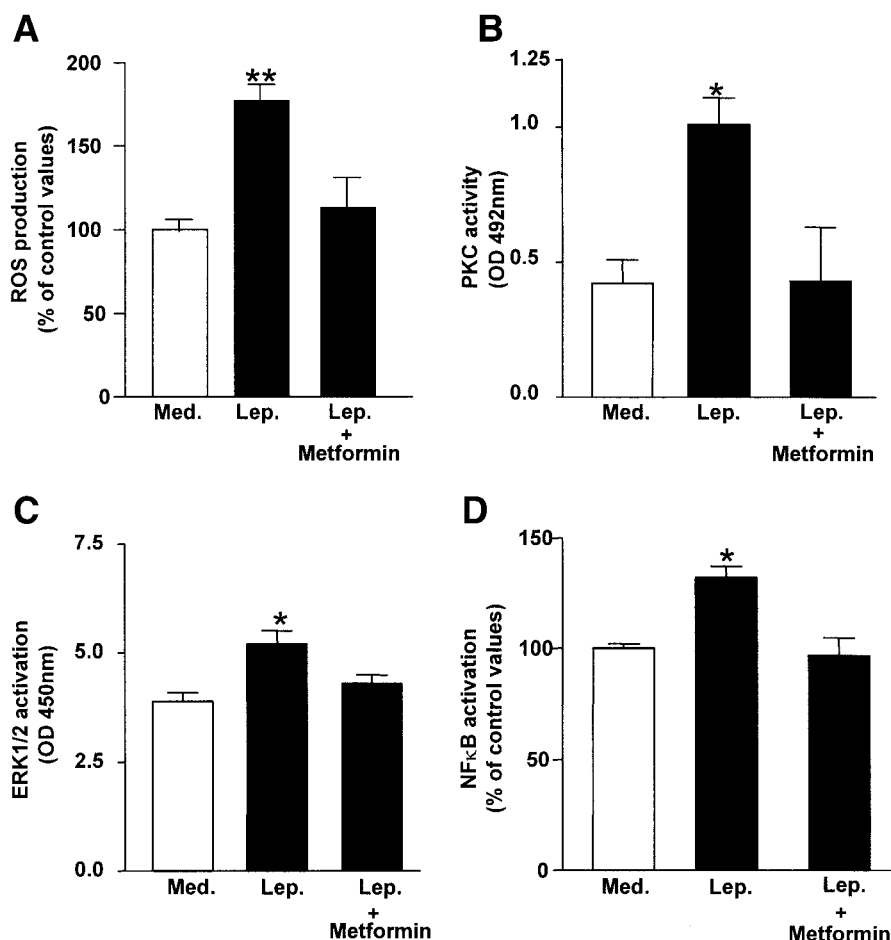 A
ROS production
(% of control values)
200
150
100
50
0
**
Med.
Lep.
Lep.
+
Metformin
B
PKC activity
(OD 492nm)
1.25
1.0
0.5
0.0
*
Med.
Lep.
Lep.
+
Metformin
C
ERK1/2 activation
(OD 450nm)
7.5
5.0
2.5
0.0
*
Med.
Lep.
Lep.
+
Metformin
D
NFκB activation
(% of control values)
150
100
50
0
*
Med.
Lep.
Lep.
+
Metformin